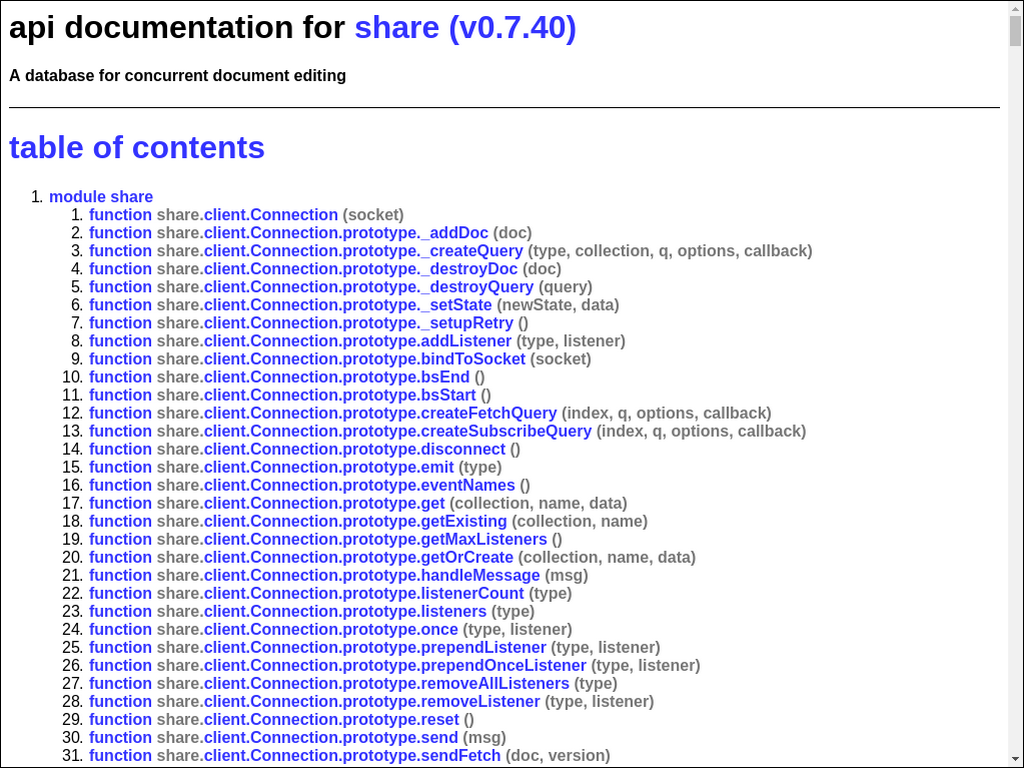 api documentation for share (v0.7.40)
A database for concurrent document editing
table of contents
1. module share
1. function share.client.Connection (socket)
2. function share.client.Connection.prototype._addDoc (doc)
3. function share.client.Connection.prototype._createQuery (type, collection, q, options, callback)
4. function share.client.Connection.prototype._destroyDoc (doc)
5. function share.client.Connection.prototype._destroyQuery (query)
6. function share.client.Connection.prototype._setState (newState, data)
7. function share.client.Connection.prototype._setupRetry ()
8. function share.client.Connection.prototype.addListener (type, listener)
9. function share.client.Connection.prototype.bindToSocket (socket)
10. function share.client.Connection.prototype.bsEnd ()
11. function share.client.Connection.prototype.bsStart ()
12. function share.client.Connection.prototype.createFetchQuery (index, q, options, callback)
13. function share.client.Connection.prototype.createSubscribeQuery (index, q, options, callback)
14. function share.client.Connection.prototype.disconnect ()
15. function share.client.Connection.prototype.emit (type)
16. function share.client.Connection.prototype.eventNames ()
17. function share.client.Connection.prototype.get (collection, name, data)
18. function share.client.Connection.prototype.getExisting (collection, name)
19. function share.client.Connection.prototype.getMaxListeners ()
20. function share.client.Connection.prototype.getOrCreate (collection, name, data)
21. function share.client.Connection.prototype.handleMessage (msg)
22. function share.client.Connection.prototype.listenerCount (type)
23. function share.client.Connection.prototype.listeners (type)
24. function share.client.Connection.prototype.once (type, listener)
25. function share.client.Connection.prototype.prependListener (type, listener)
26. function share.client.Connection.prototype.prependOnceListener (type, listener)
27. function share.client.Connection.prototype.removeAllListeners (type)
28. function share.client.Connection.prototype.removeListener (type, listener)
29. function share.client.Connection.prototype.reset ()
30. function share.client.Connection.prototype.send (msg)
31. function share.client.Connection.prototype.sendFetch (doc, version)